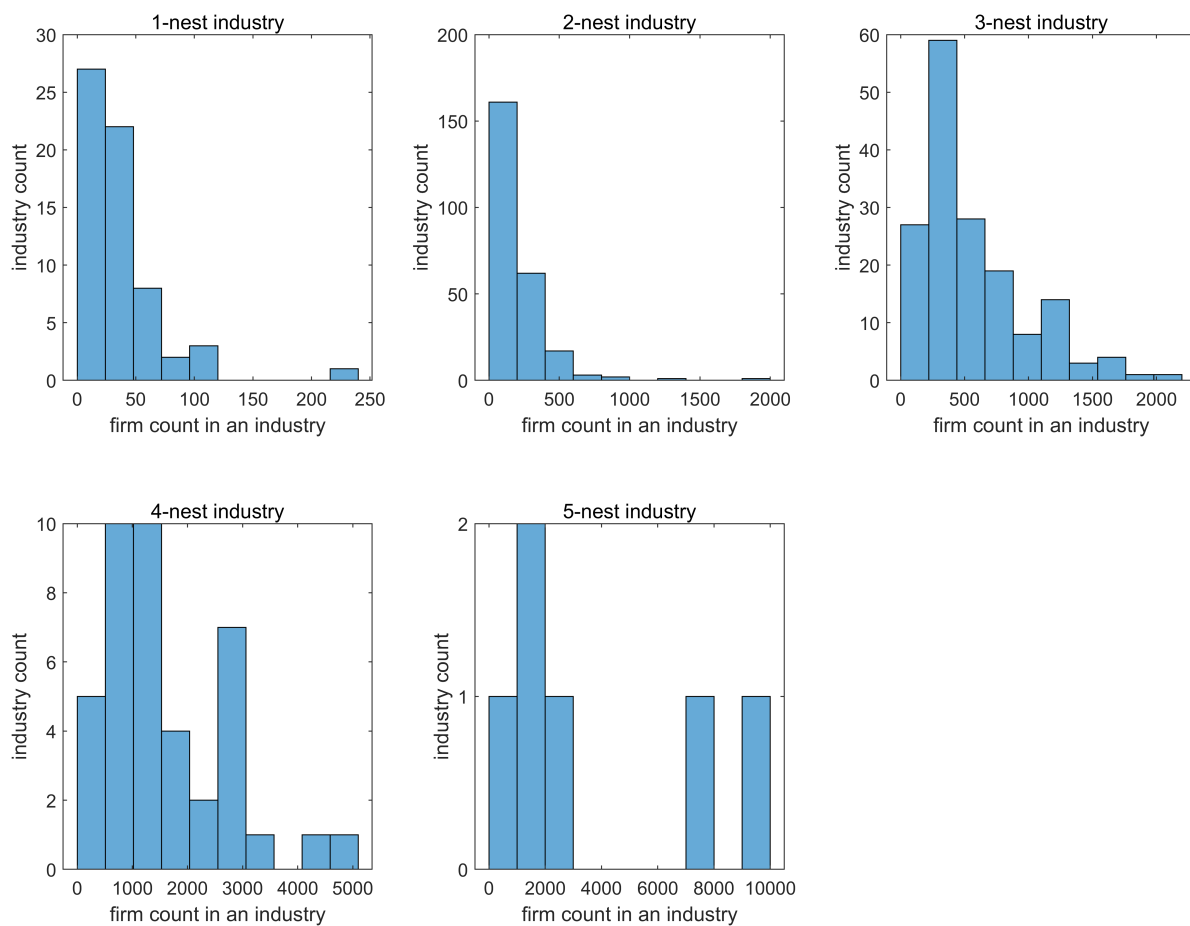 1-nest industry
30
25
20
15
10
5
0
industry count
0 50 100 150 200 250
firm count in an industry
2-nest industry
200
150
100
50
0
industry count
0 500 1000 1500 2000
firm count in an industry
3-nest industry
60
50
40
30
20
10
0
industry count
0 500 1000 1500 2000
firm count in an industry
4-nest industry
10
8
6
4
2
0
industry count
0 1000 2000 3000 4000 5000
firm count in an industry
5-nest industry
2
1
0
industry count
0 2000 4000 6000 8000 10000
firm count in an industry